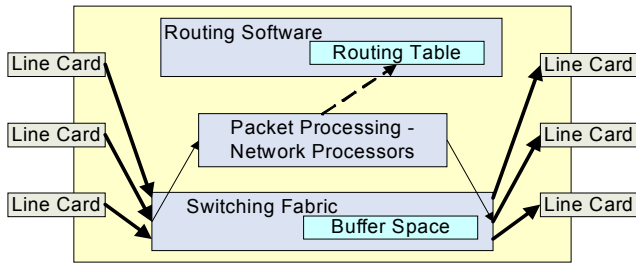 Routing Software
Routing Table
Line Card
Line Card
Packet Processing -
Network Processors
Line Card
Line Card
Line Card
Switching Fabric
Buffer Space
Line Card